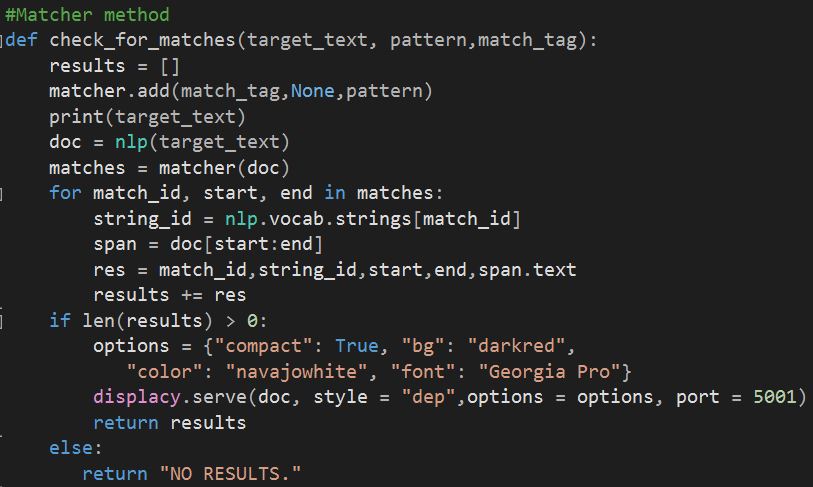 #Matcher method
def check_for_matches(target_text, pattern,match_tag):
    results = []
    matcher.add(match_tag,None,pattern)
    print(target_text)
    doc = nlp(target_text)
    matches = matcher(doc)
    for match_id, start, end in matches:
        string_id = nlp.vocab.strings[match_id]
        span = doc[start:end]
        res = match_id,string_id,start,end,span.text
        results += res
    if len(results) > 0:
        options = {"compact": True, "bg": "darkred",
           "color": "navajowhite", "font": "Georgia Pro"}
        displacy.serve(doc, style = "dep",options = options, port = 5001)
        return results
    else:
       return "NO RESULTS."